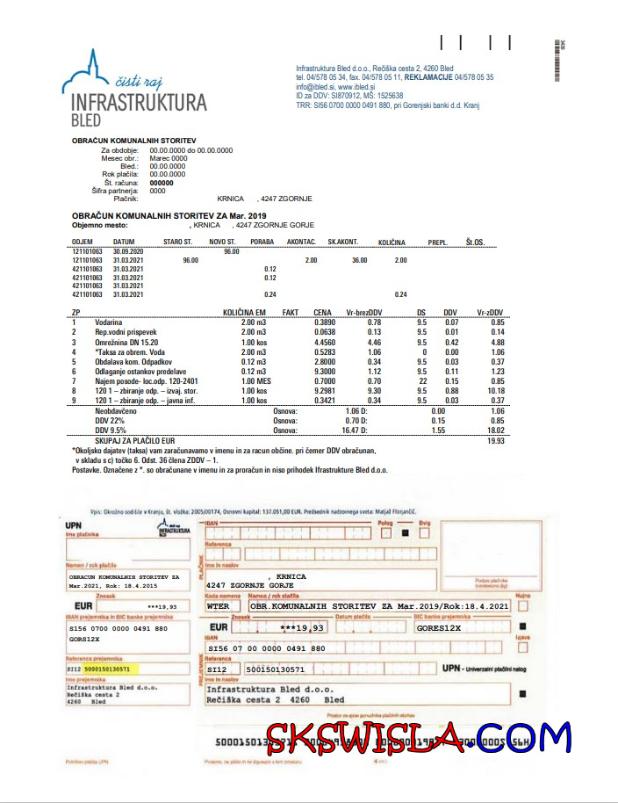 čisti raj
INFRASTRUKTURA
BLED
Infrastruktura Bled d.o.o., Rečiška cesta 2, 4260 Bled
tel. 04/578 05 34, fax. 04/578 05 11, REKLAMACIJE 04/578 05 35
info@ibled.si, www.ibled.si
ID za DDV: SI870912, MŠ: 1525638
TRR: SI56 0700 0000 0491 880, pri Gorenjski banki d.d. Kranj
OBRAČUN KOMUNALNIH STORITEV
Za obdobje: 00.00.0000 do 00.00.0000
Mesec obr.: Marec 0000
Bled.: 00.00.0000
Rok plačila: 00.00.0000
Št. računa: 000000
Šifra partnerja: 0000
Plačnik: KRNICA , 4247 ZGORNJE
OBRAČUN KOMUNALNIH STORITEV ZA Mar. 2019
Objemno mesto: , KRNICA , 4247 ZGORNJE GORJE
ODJEM DATUM STARO ST. NOVO ST. PORABA AKONTAC. SK.AKONT. KOLIČINA PREPL. Št.OS.
121101063 30.09.2020 96.00
121101063 31.03.2021 96.00 2.00 36.00 2.00
421101063 31.03.2021 0.12
421101063 31.03.2021 0.12
421101063 31.03.2021
421101063 31.03.2021 0.24 0.24
ZP KOLIČINA EM FAKT CENA Vr-brezDDV DS DDV Vr-zDDV
1 Vodarina 2.00 m3 0.3890 0.78 9.5 0.07 0.85
2 Rep.vodni prispevek 2.00 m3 0.0638 0.13 9.5 0.01 0.14
3 Omrežnina DN 15.20 1.00 kos 4.4560 4.46 9.5 0.42 4.88
4 *Taksa za obrem. Voda 2.00 m3 0.5283 1.06 0 0.00 1.06
5 Obdalava kom. Odpadkov 0.12 m3 2.8000 0.34 9.5 0.03 0.37
6 Odlaganje ostankov predelave 0.12 m3 9.3000 1.12 9.5 0.11 1.23
7 Najem posode- loc.odp. 120-2401 1.00 MES 0.7000 0.70 22 0.15 0.85
8 120 1 – zbiranje odp. – izvaj. stor. 1.00 kos 9.2981 9.30 9.5 0.88 10.18
9 120 1 – zbiranje odp. – javna inf. 1.00 kos 0.3421 0.34 9.5 0.03 0.37
Neobdavčeno Osnova: 1.06 D: 0.00 1.06
DDV 22% Osnova: 0.70 D: 0.15 0.85
DDV 9.5% Osnova: 16.47 D: 1.55 18.02
SKUPAJ ZA PLAČILO EUR 19.93
*Okoljsko dajatev (taksa) vam zaračunavamo v imenu in za racun občine. pri čemer DDV obračunan,
v skladu s c) točko 6. Odst. 36 člena ZDDV – 1.
Postavke. Označene z *. so obračunane v imenu in za proračun in niso prihodek Ifrastrukture Bled d.o.o.
Vpis: Okrožno sodišče v Kranju, št. vložka: 2005/00174, Osnovni kapital: 137.051,00 EUR. Predsednik nadzornega sveta: Matjaž Florjančič.
UPN
čisti raj
INFRASTRUKTURA
BLED
Ime plačnika
Namen / rok plačila
OBRACUN KOMUNALNIH STORITEV ZA
Mar.2021, Rok: 18.4.2015
Znesek
EUR ***19,93
IBAN prejemnika in BIC banke prejemnika
SI56 0700 0000 0491 880
GORS12X
Referenca prejemnika
SI12 5000150130571
Ime prejemnika
Infrastruktura Bled d.o.o.
Rečiška cesta 2
4260 Bled
Potrdilo plačila UPN
PLAČNIK
IBAN
Polog
Dvig
Referenca
Ime in naslov
, KRNICA
4247 ZGORNJE GORJE
Koda namena Namen / rok plačila Nujno
WTER OBR.KOMUNALNIH STORITEV ZA Mar.2019/Rok:18.4.2021
Znesek Datum plačila BIC banke prejemnika
EUR ***19,93 GORES12X
IBAN
SI56 07 00 0000 0491 880
Referenca
SI12 5000150130571
UPN - Univerzalni plačilni nalog
Ime in naslov
Infrastruktura Bled d.o.o.
Rečiška cesta 2 4260 Bled
SKSWISLA.COM